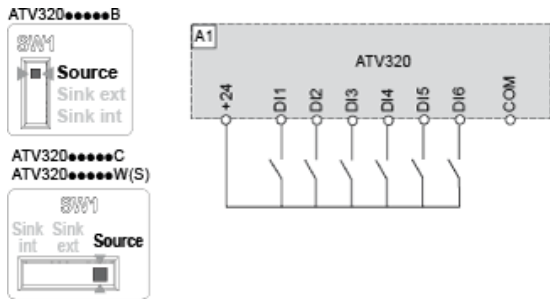 ATV320●●●●●B
SW1
Source
Sink ext
Sink int
ATV320●●●●●C
ATV320●●●●●W(S)
SW1
Sink int
Sink ext
Source
A1
ATV320
+24
DI1
DI2
DI3
DI4
DI5
DI6
COM